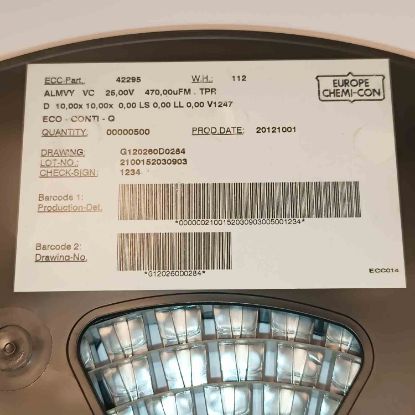 ECC-Part. 42295 W.H.: 112
EUROPE
CHEMI-CON
ALMVY VC 25,00V 470,00uFM . TPR
D 10,00x 10,00x 0,00 LS 0,00 LL 0,00 V1247
ECO - CONTI - Q
QUANTITY: 00000500 PROD.DATE: 20121001
DRAWING: G120260D0284
LOT-NO.: 2100152030903
CHECK-SIGN: 1234
Barcode 1:
Production-Det.
Barcode 2:
Drawing-No.
ECC014